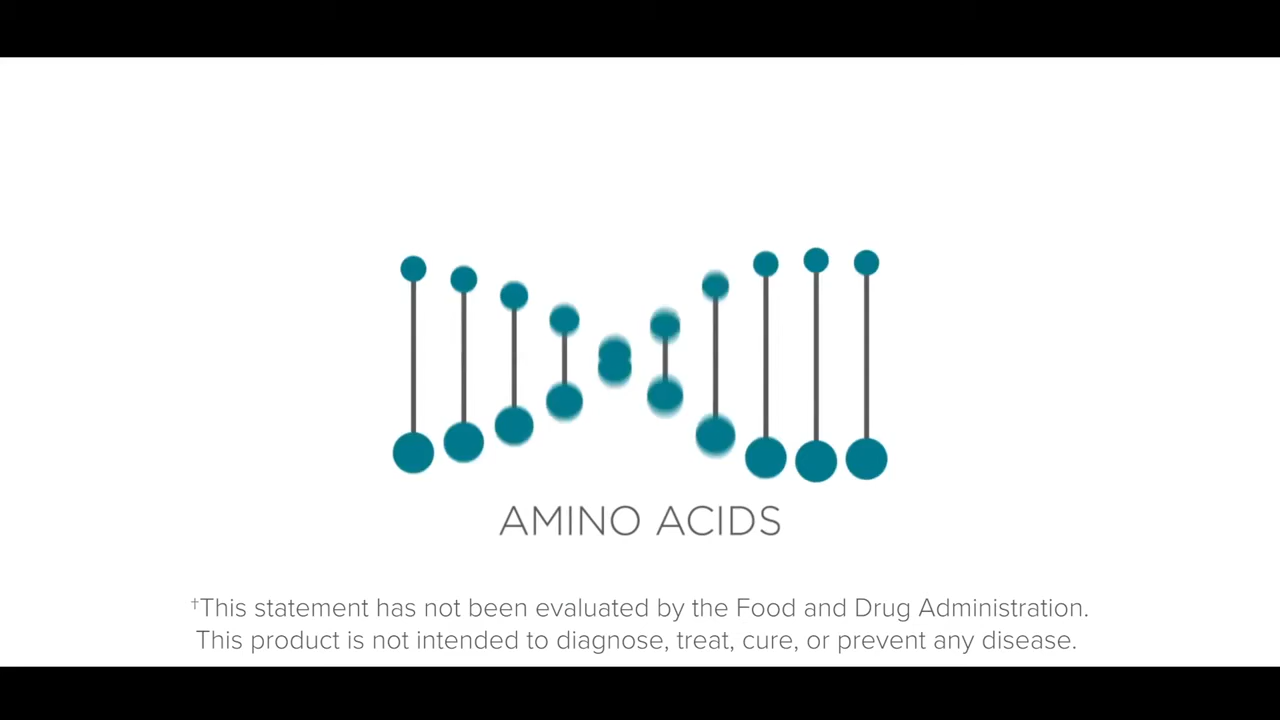 AMINO ACIDS
†This statement has not been evaluated by the Food and Drug Administration.
This product is not intended to diagnose, treat, cure, or prevent any disease.